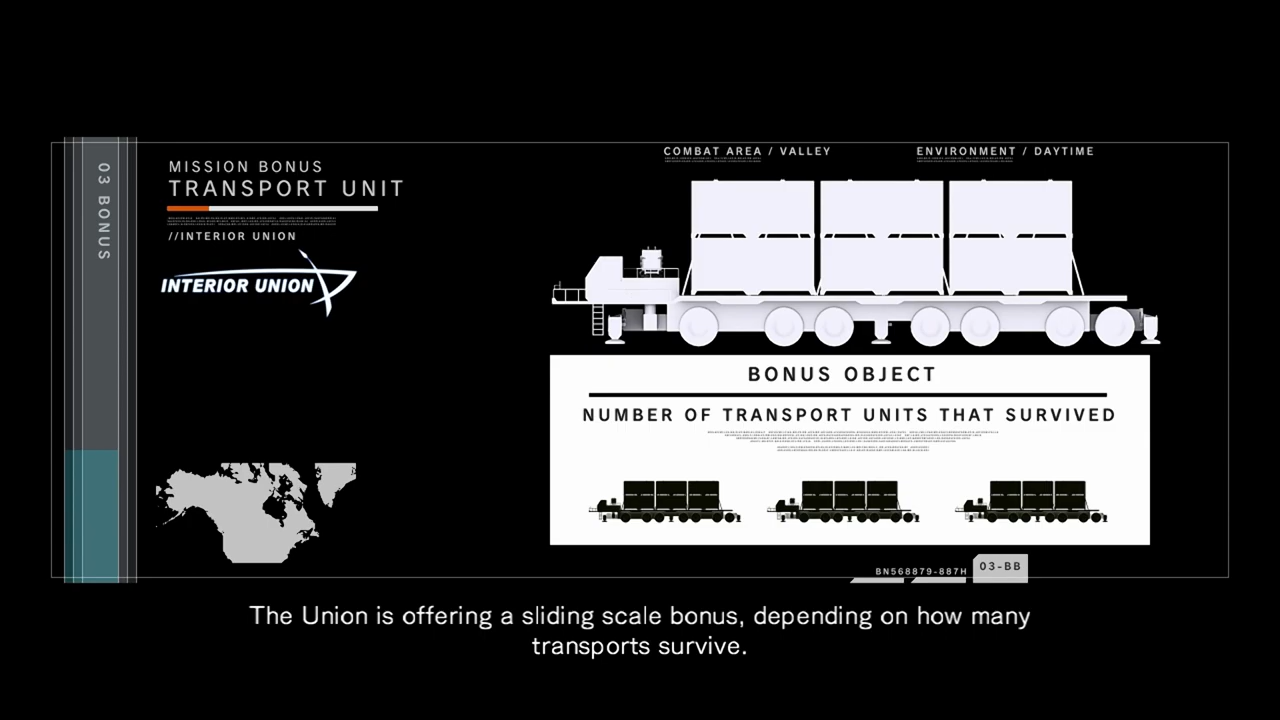 03 BONUS
MISSION BONUS
TRANSPORT UNIT
//INTERIOR UNION
INTERIOR UNION
COMBAT AREA / VALLEY
ENVIRONMENT / DAYTIME
BONUS OBJECT
NUMBER OF TRANSPORT UNITS THAT SURVIVED
BN568879-887H
03-BB
The Union is offering a sliding scale bonus, depending on how many
transports survive.